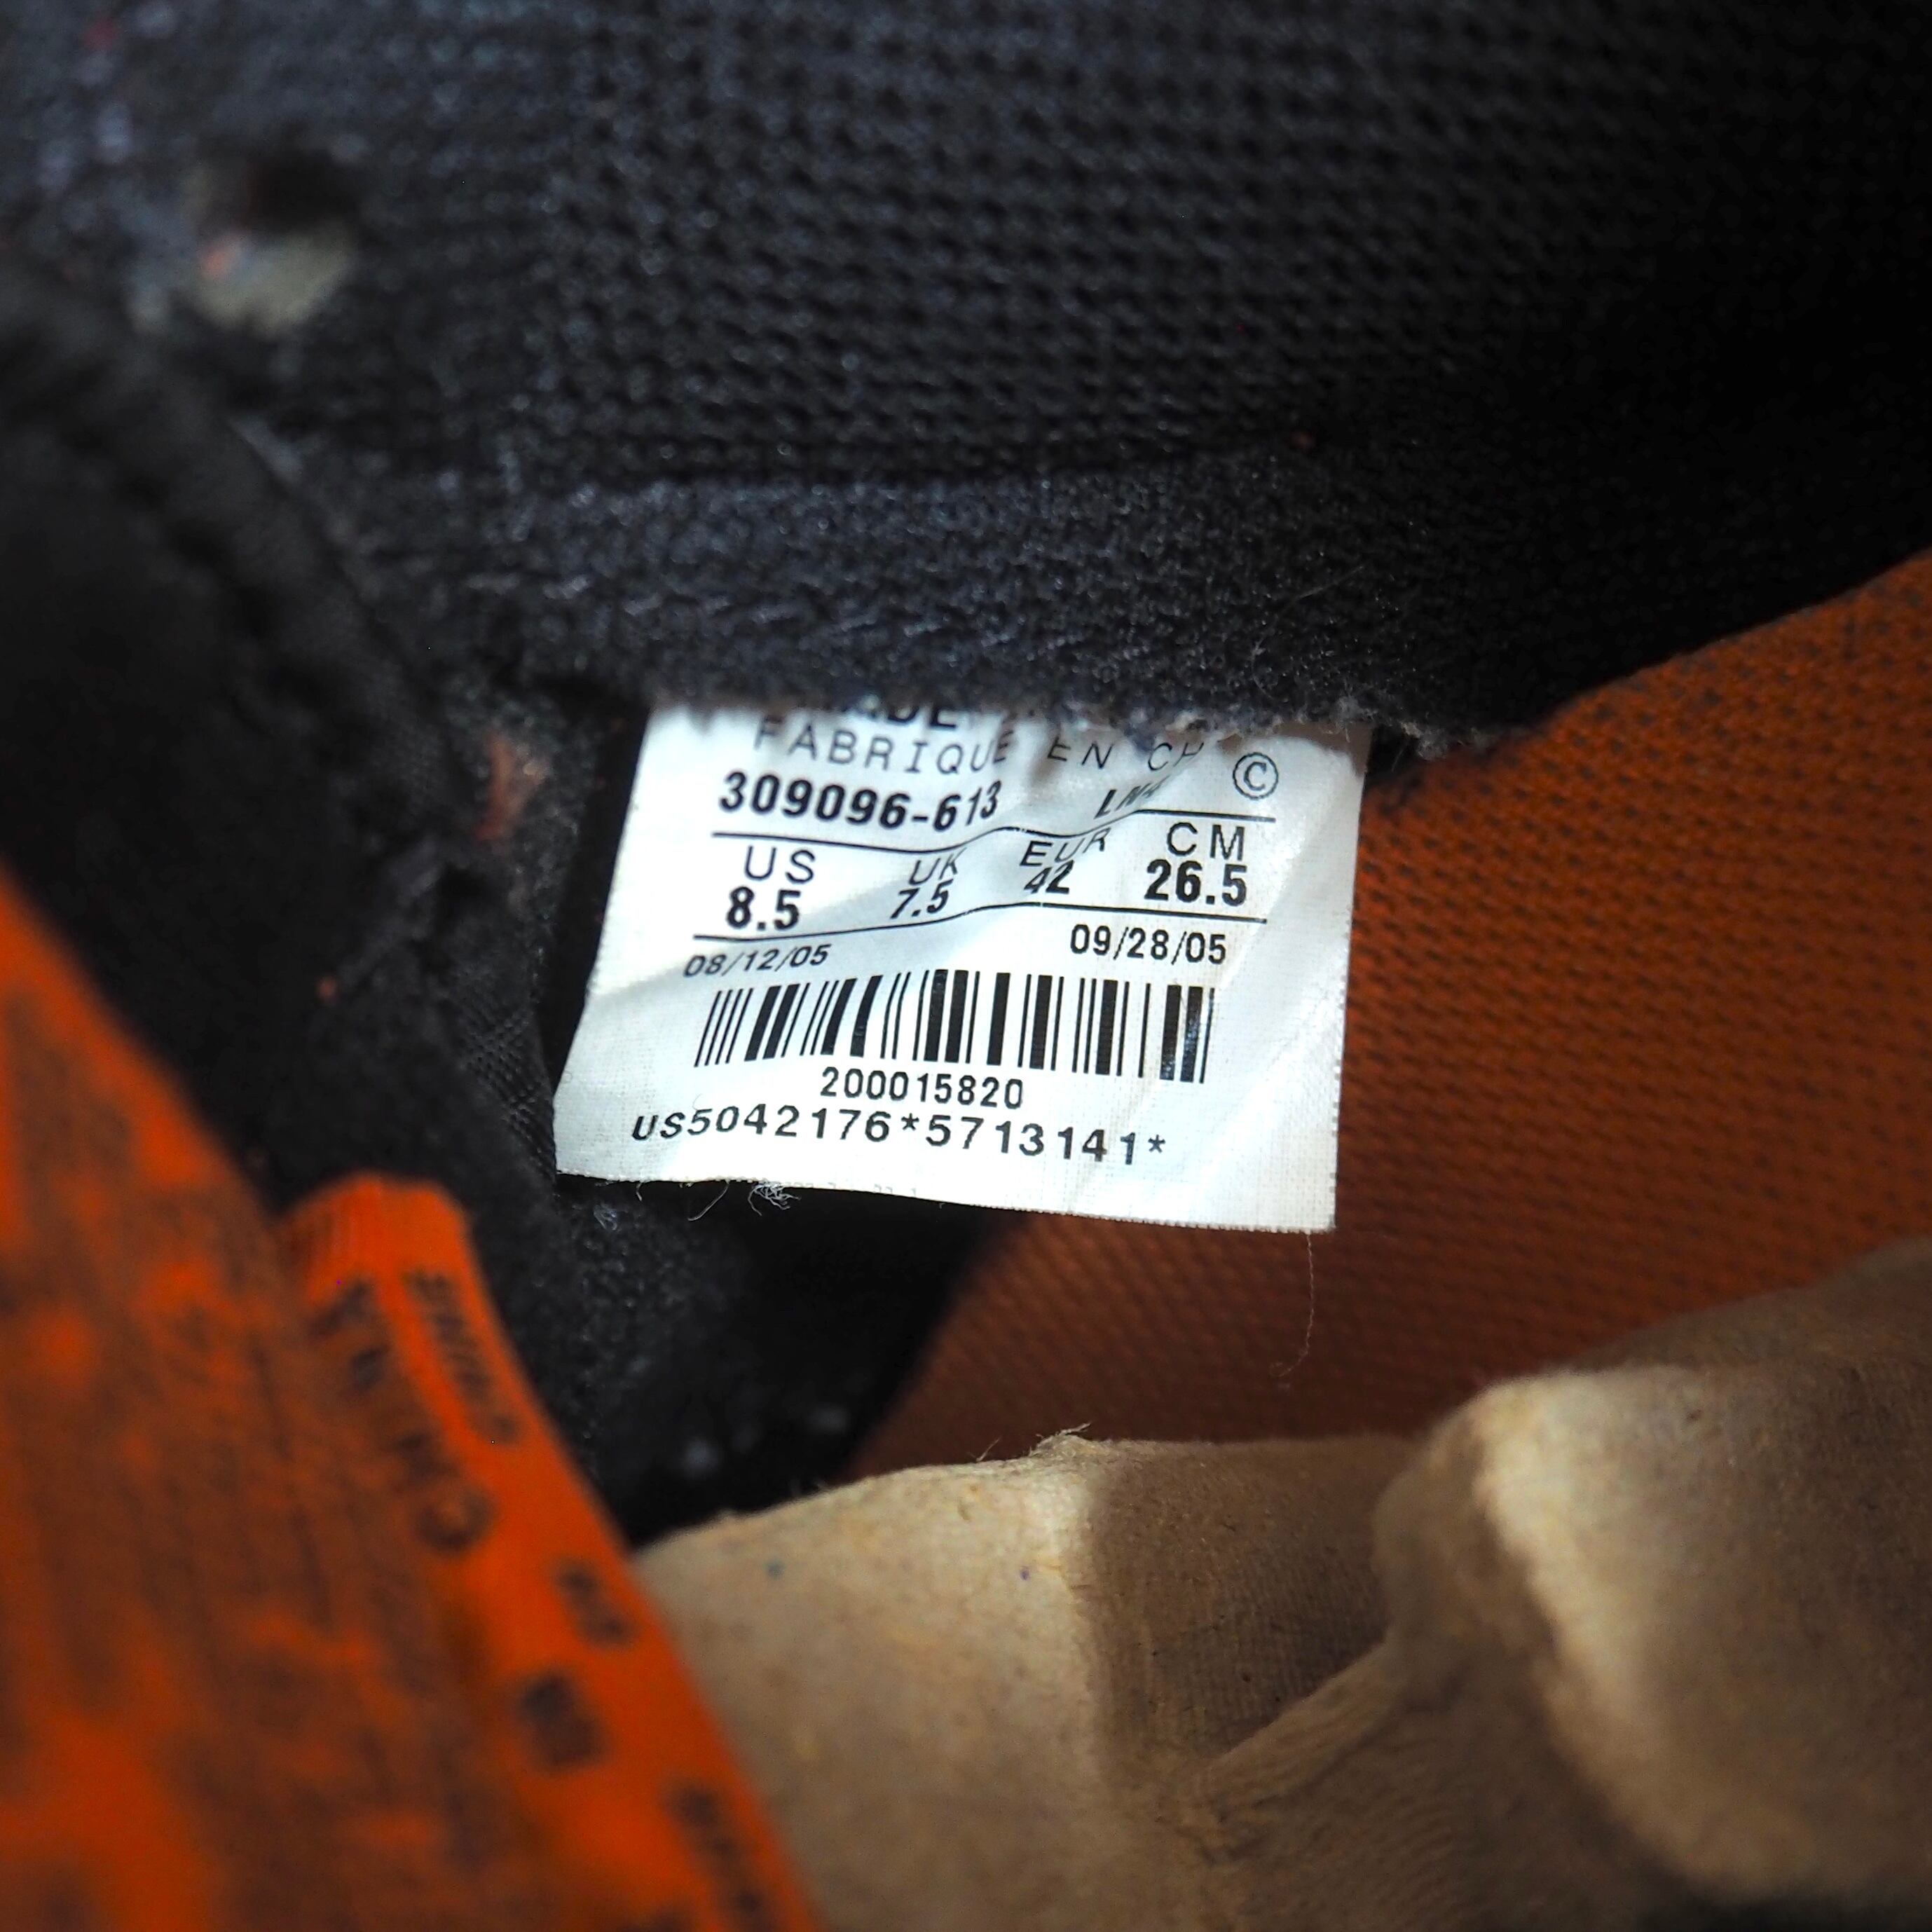 FABRIQUE EN CH
309096-613 ©
US UK EUR CM
8.5 7.5 42 26.5
08/12/05 09/28/05
200015820
US5042176*5713141*